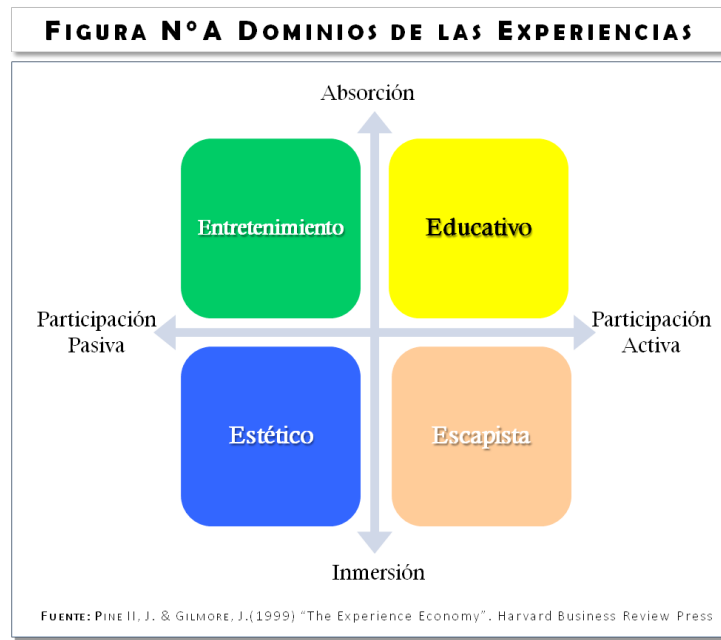 FIGURA N°A DOMINIOS DE LAS EXPERIENCIAS
Absorción
Entretenimiento
Educativo
Participación
Pasiva
Participación
Activa
Estético
Escapista
Inmersión
FUENTE: PINE II, J. & GILMORE, J.(1999) “The Experience Economy”. Harvard Business Review Press